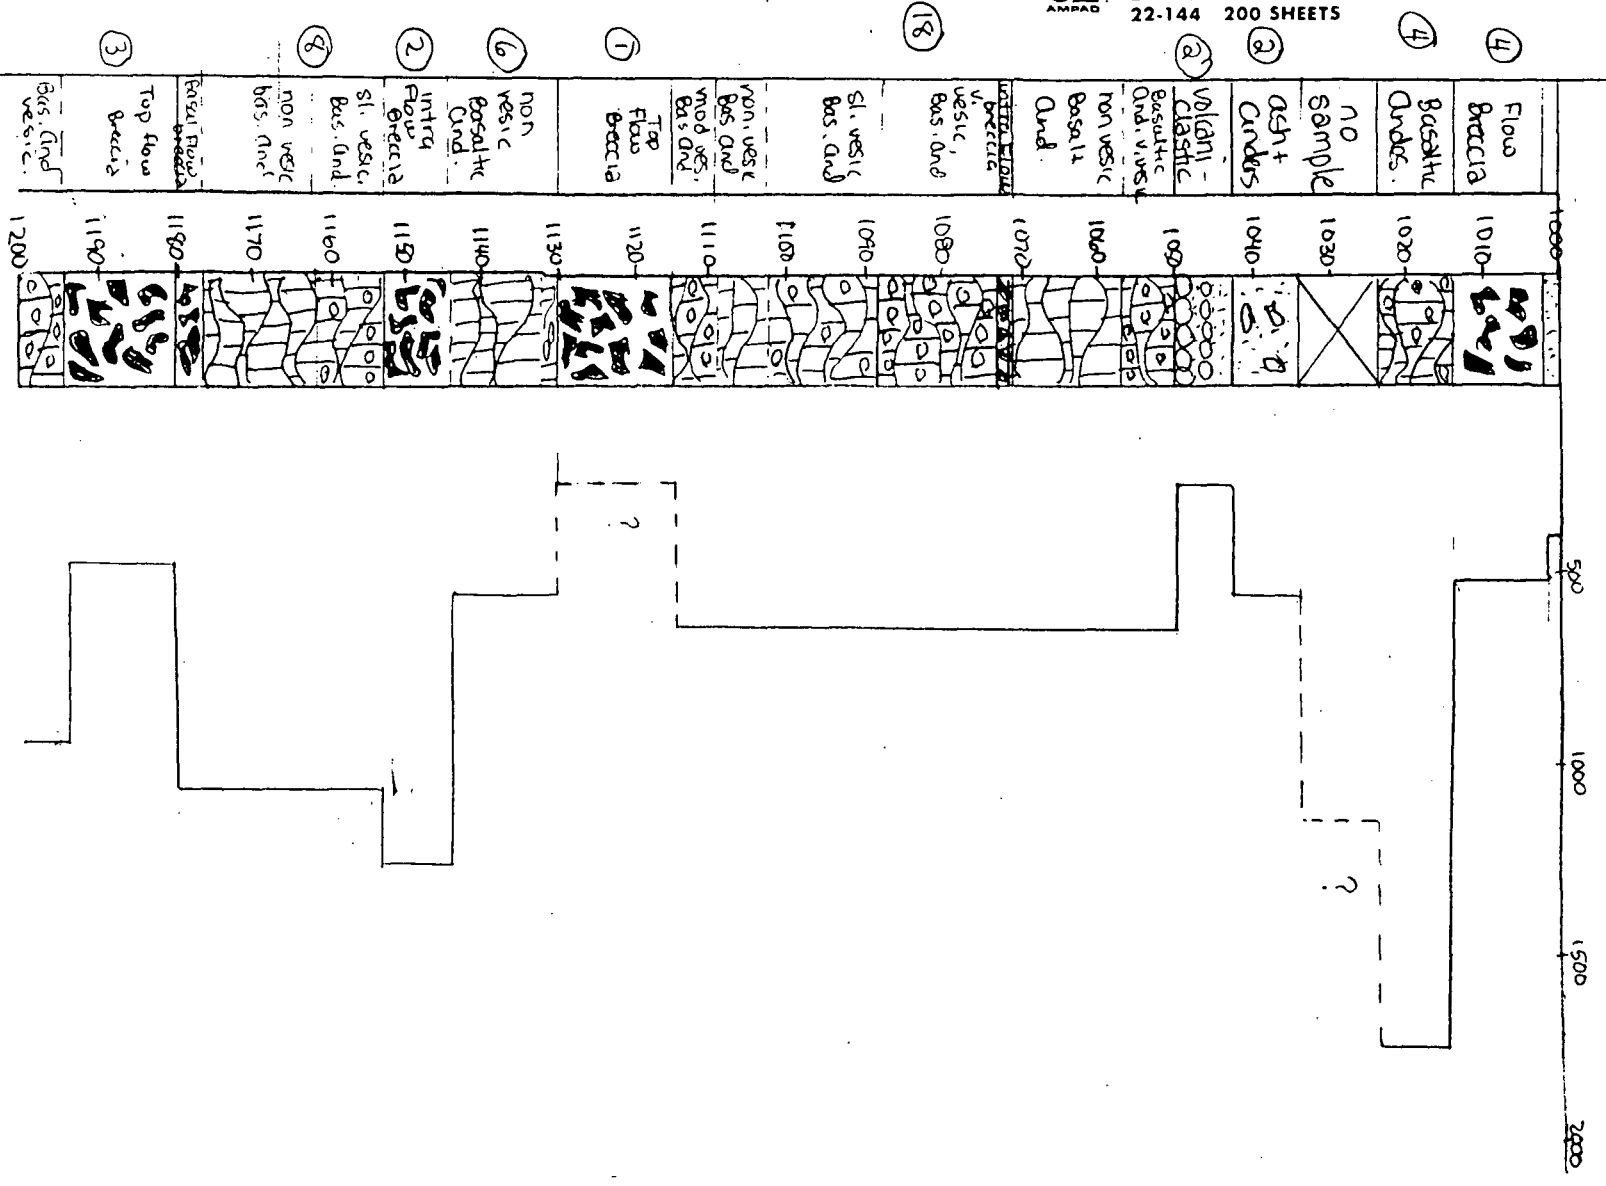 AMPAD
22-144 200 SHEETS
4
4
2
2
18
1
6
2
8
3
Flow
Breccia
Basaltic
Andes.
no
sample
ash +
cinders
volcani-
clastic
Basaltic
And. v. vesic
non vesic
Basalt
And.
intra flow
breccia
v.
vesic,
Bas. and
sl. vesic
Bas. and
non. vesic
Bas and
mod ves.
Bas and
Top
Flow
Breccia
non
vesic
Basaltic
And.
intra
Flow
Breccia
sl. vesic.
Bas. and.
non vesic
bas. and
Basal Flow
breccia
Top flow
Breccia
Bas. and
vesic.
1000
1010
1020
1030
1040
1050
1060
1070
1080
1090
1100
1110
1120
1130
1140
1150
1160
1170
1180
1190
1200
500
1000
1500
2000
?
?